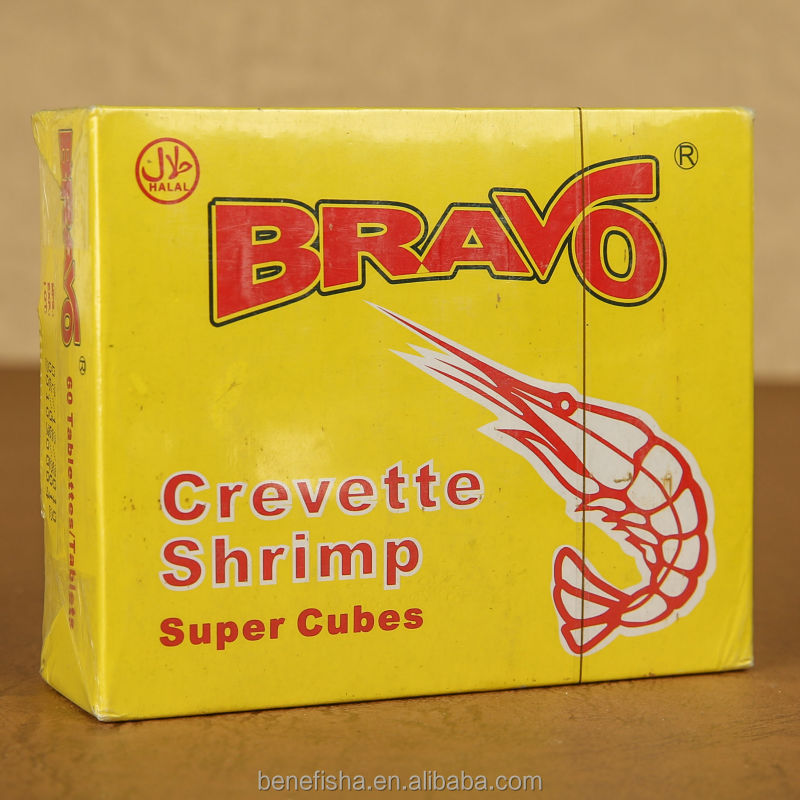 حلال
HALAL
BRAVO ®
Crevette
Shrimp
Super Cubes
BRAVO ®
60 Tablettes/Tablets
benefisha.en.alibaba.com